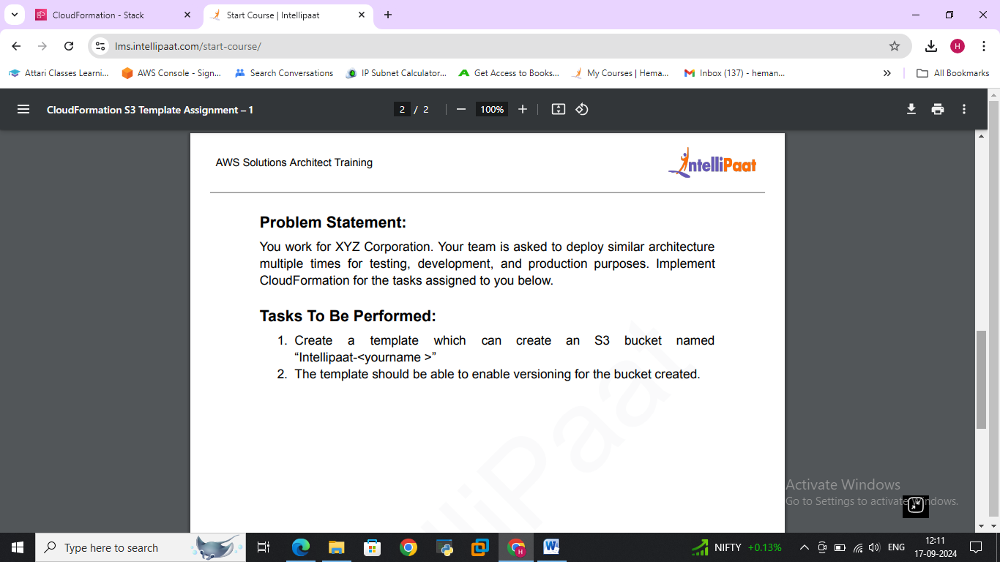 CloudFormation - Stack
Start Course | Intellipaat
lms.intellipaat.com/start-course/
H
Attari Classes Learni...
AWS Console - Sign...
Search Conversations
IP Subnet Calculator...
Get Access to Books...
My Courses | Hema...
Inbox (137) - heman...
All Bookmarks
CloudFormation S3 Template Assignment – 1
2 / 2
100%
AWS Solutions Architect Training
IntelliPaat
Problem Statement:
You work for XYZ Corporation. Your team is asked to deploy similar architecture
multiple times for testing, development, and production purposes. Implement
CloudFormation for the tasks assigned to you below.
Tasks To Be Performed:
1. Create a template which can create an S3 bucket named
“Intellipaat-<yourname >”
2. The template should be able to enable versioning for the bucket created.
lliPaat
Activate Windows
Go to Settings to activate Windows.
Type here to search
NIFTY +0.13%
ENG
12:11
17-09-2024